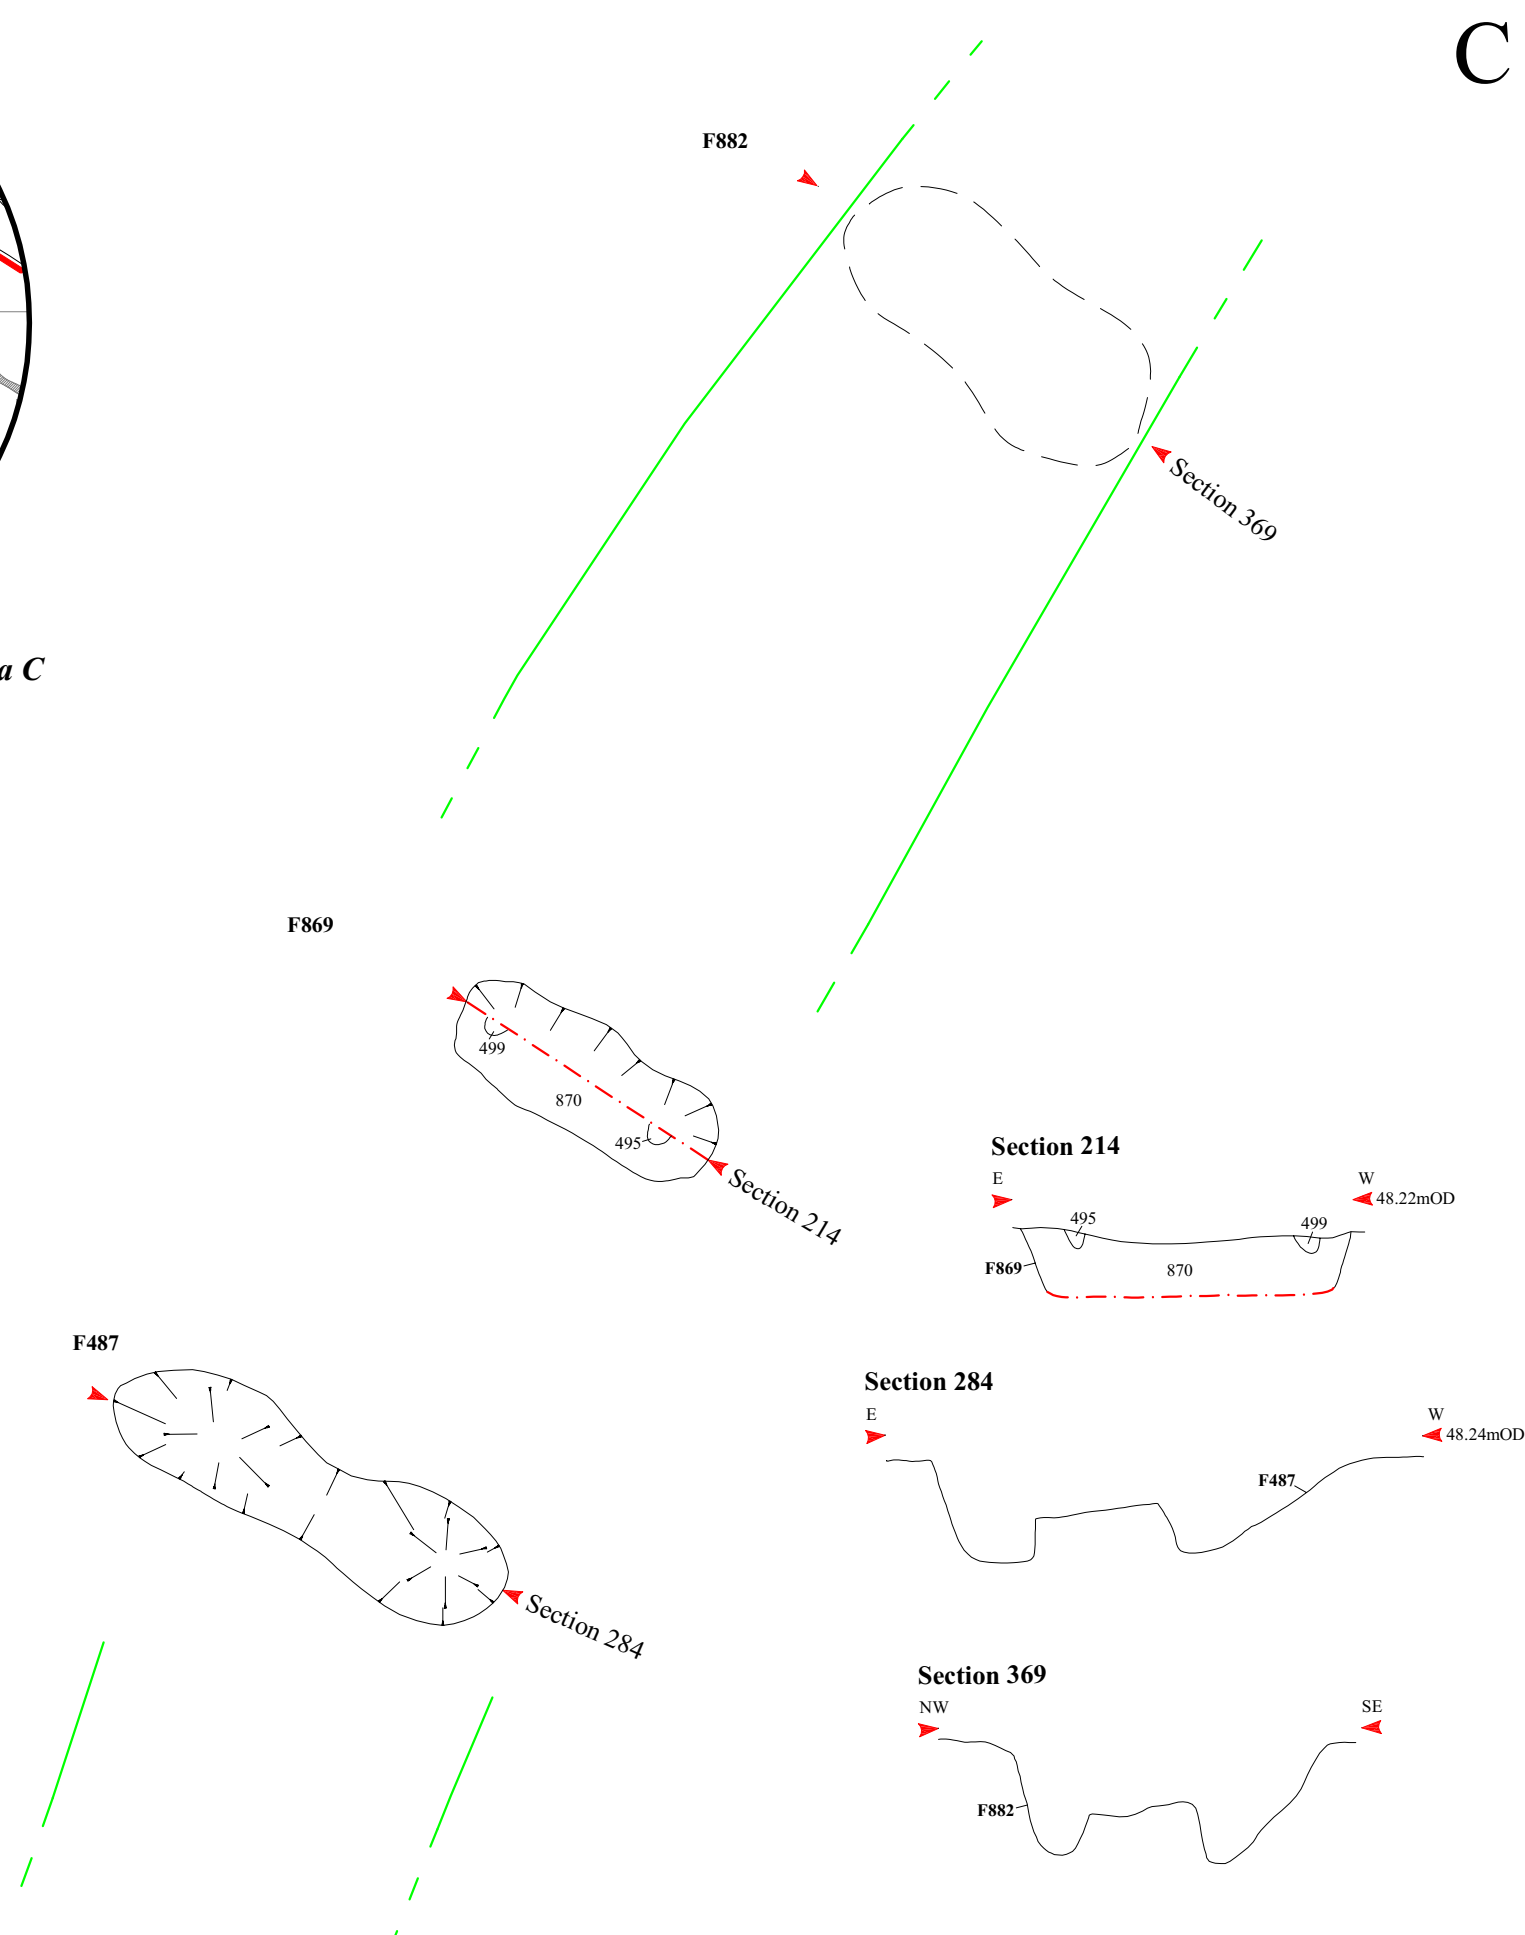 C
F882
Section 369
a C
F869
499
870
495
Section 214
Section 214
E
W
48.22mOD
495
499
F869
870
F487
Section 284
Section 284
E
W
48.24mOD
F487
Section 369
NW
SE
F882